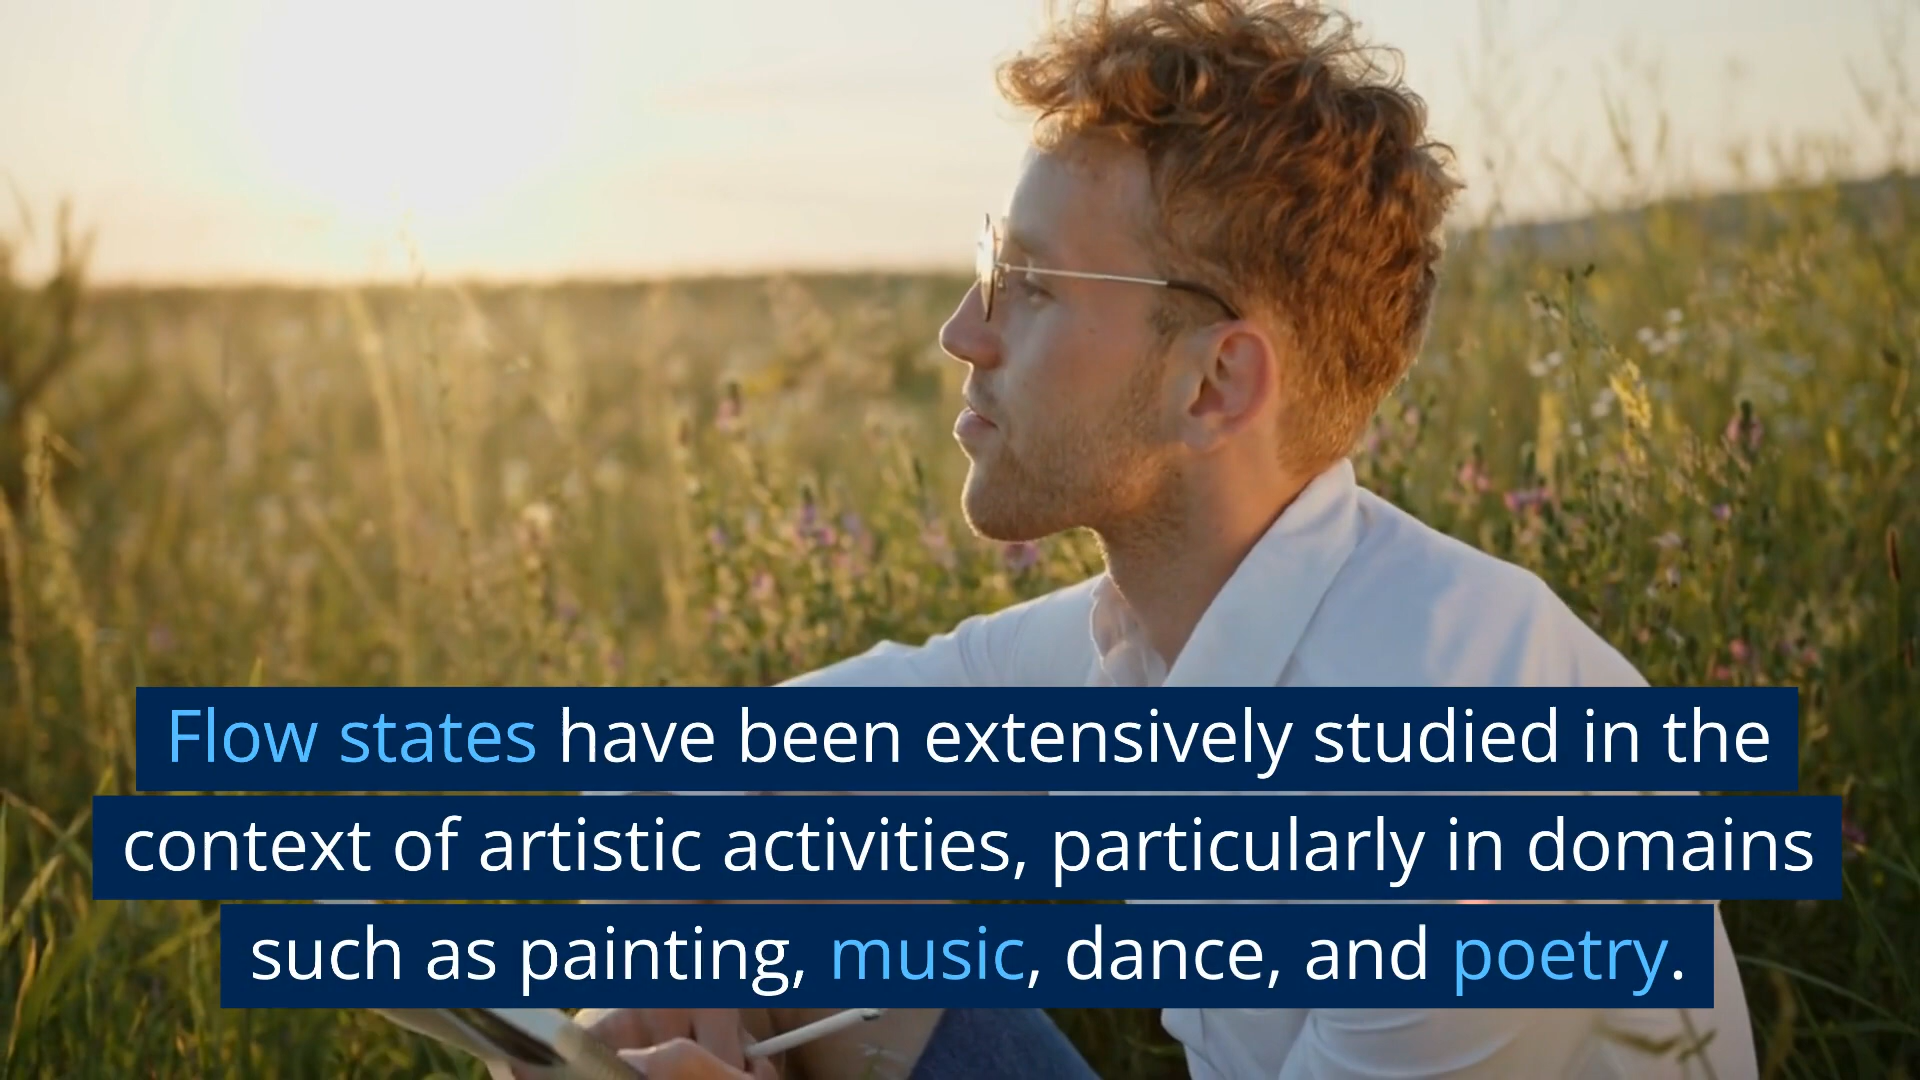 Flow states have been extensively studied in the
context of artistic activities, particularly in domains
such as painting, music, dance, and poetry.